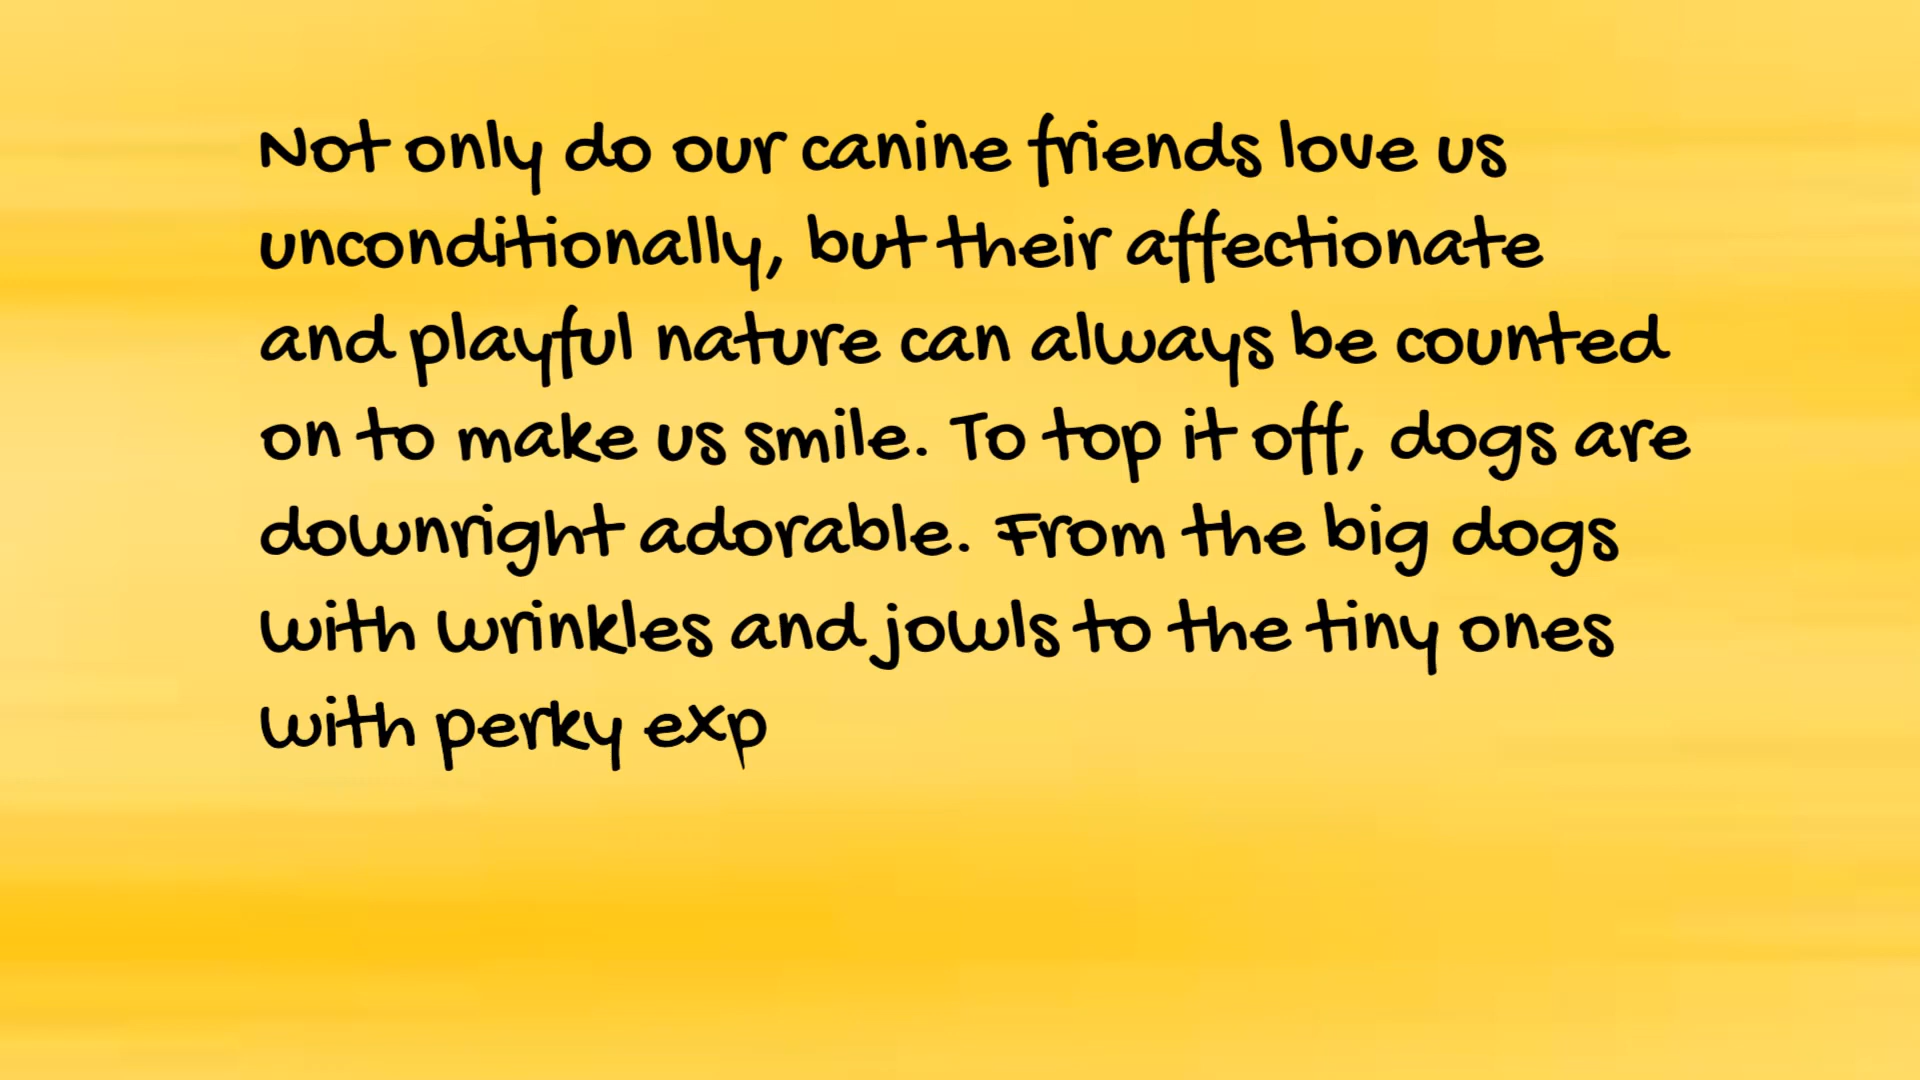 Not only do our canine friends love us
unconditionally, but their affectionate
and playful nature can always be counted
on to make us smile. To top it off, dogs are
downright adorable. From the big dogs
with wrinkles and jowls to the tiny ones
with perky exp